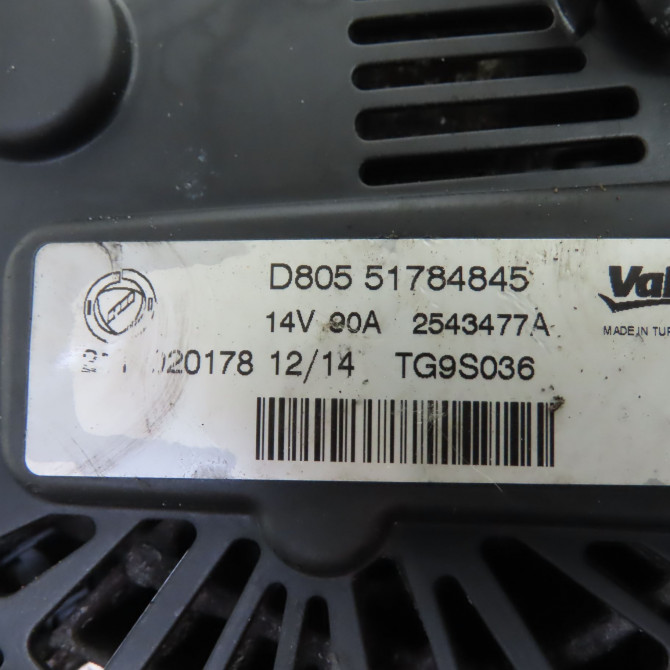 D805 51784845
14V 90A 2543477A
MADE IN TUR
020178 12/14 TG9S036